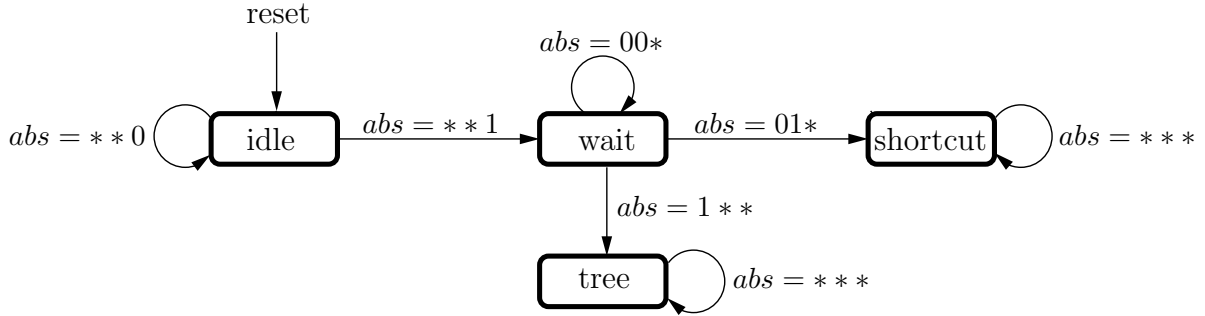 reset
abs = 00*
abs = * * 0
idle
abs = * * 1
wait
abs = 01*
shortcut
abs = * * *
abs = 1 * *
tree
abs = * * *